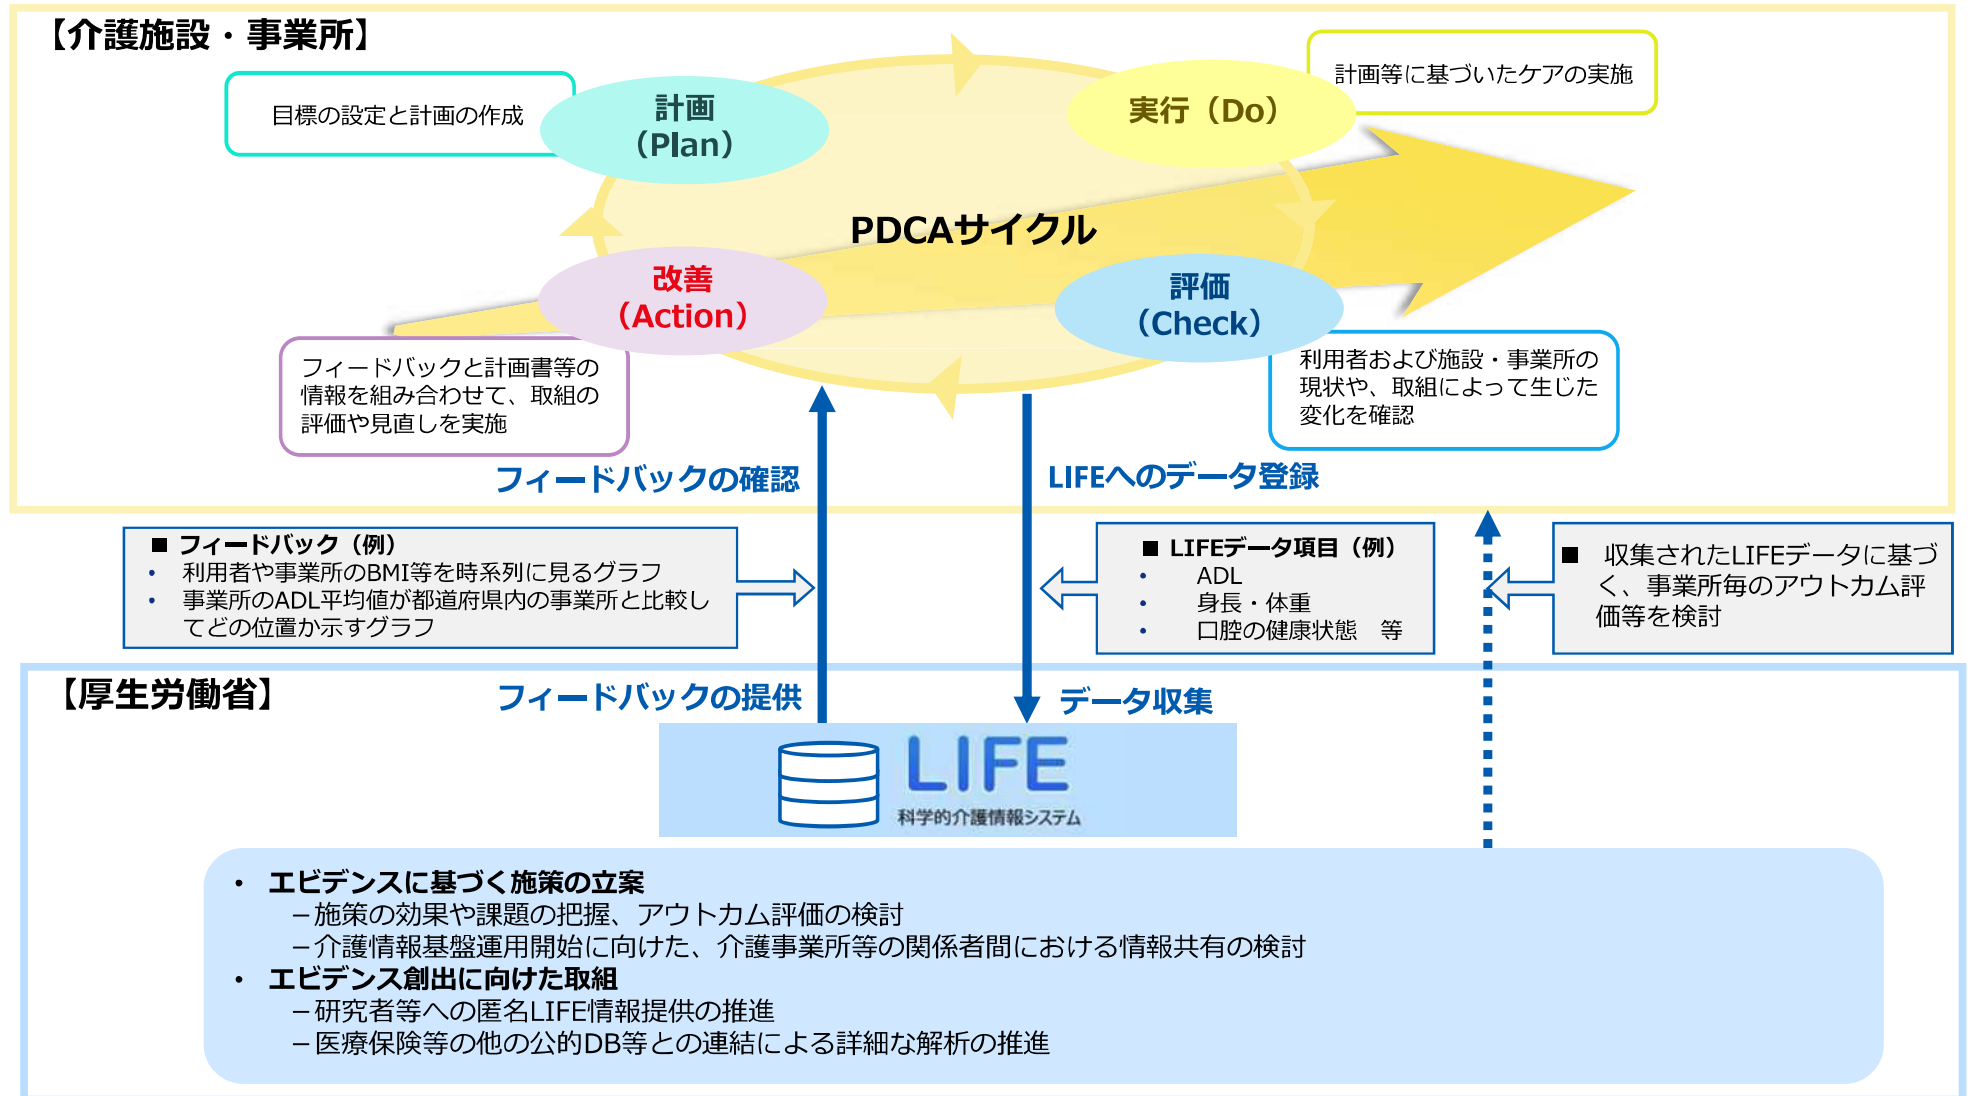 【介護施設・事業所】
目標の設定と計画の作成
計画
（Plan）
実行（Do）
計画等に基づいたケアの実施
PDCAサイクル
改善
（Action）
評価
（Check）
フィードバックと計画書等の
情報を組み合わせて、取組の
評価や見直しを実施
利用者および施設・事業所の
現状や、取組によって生じた
変化を確認
フィードバックの確認
LIFEへのデータ登録
■ フィードバック（例）
• 利用者や事業所のBMI等を時系列に見るグラフ
• 事業所のADL平均値が都道府県内の事業所と比較し
てどの位置か示すグラフ
■ LIFEデータ項目（例）
• ADL
• 身長・体重
• 口腔の健康状態　等
■ 収集されたLIFEデータに基づ
く、事業所毎のアウトカム評
価等を検討
【厚生労働省】
フィードバックの提供
データ収集
LIFE
科学的介護情報システム
• エビデンスに基づく施策の立案
－施策の効果や課題の把握、アウトカム評価の検討
－介護情報基盤運用開始に向けた、介護事業所等の関係者間における情報共有の検討
• エビデンス創出に向けた取組
－研究者等への匿名LIFE情報提供の推進
－医療保険等の他の公的DB等との連結による詳細な解析の推進